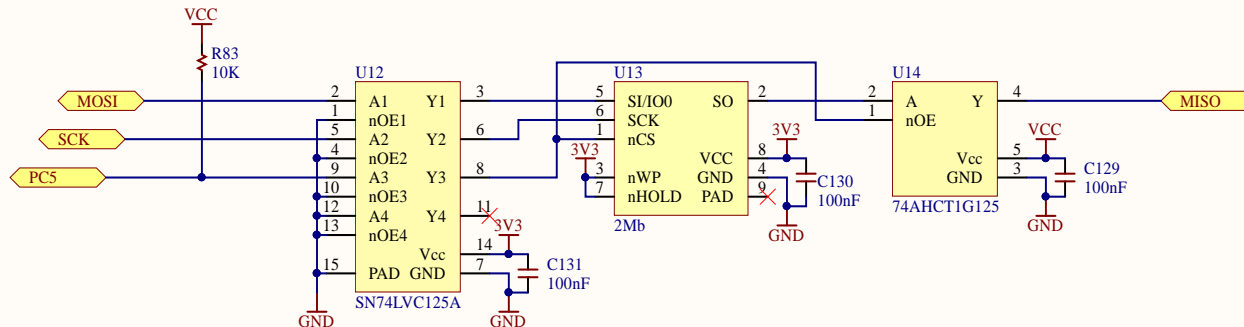 VCC
R83
10K
MOSI
SCK
PC5
U12
2 A1 Y1 3
1 nOE1
5 A2 Y2 6
4 nOE2
9 A3 Y3 8
10 nOE3
12 A4 Y4 11
13 nOE4
Vcc 14
15 PAD GND 7
SN74LVC125A
GND
3V3
C131
100nF
GND
U13
5 SI/IO0 SO 2
6 SCK
1 nCS
VCC 8
3V3
3 nWP GND 4
7 nHOLD PAD 9
2Mb
3V3
C130
100nF
GND
U14
2 A Y 4
1 nOE
Vcc 5
GND 3
74AHCT1G125
MISO
VCC
C129
100nF
GND